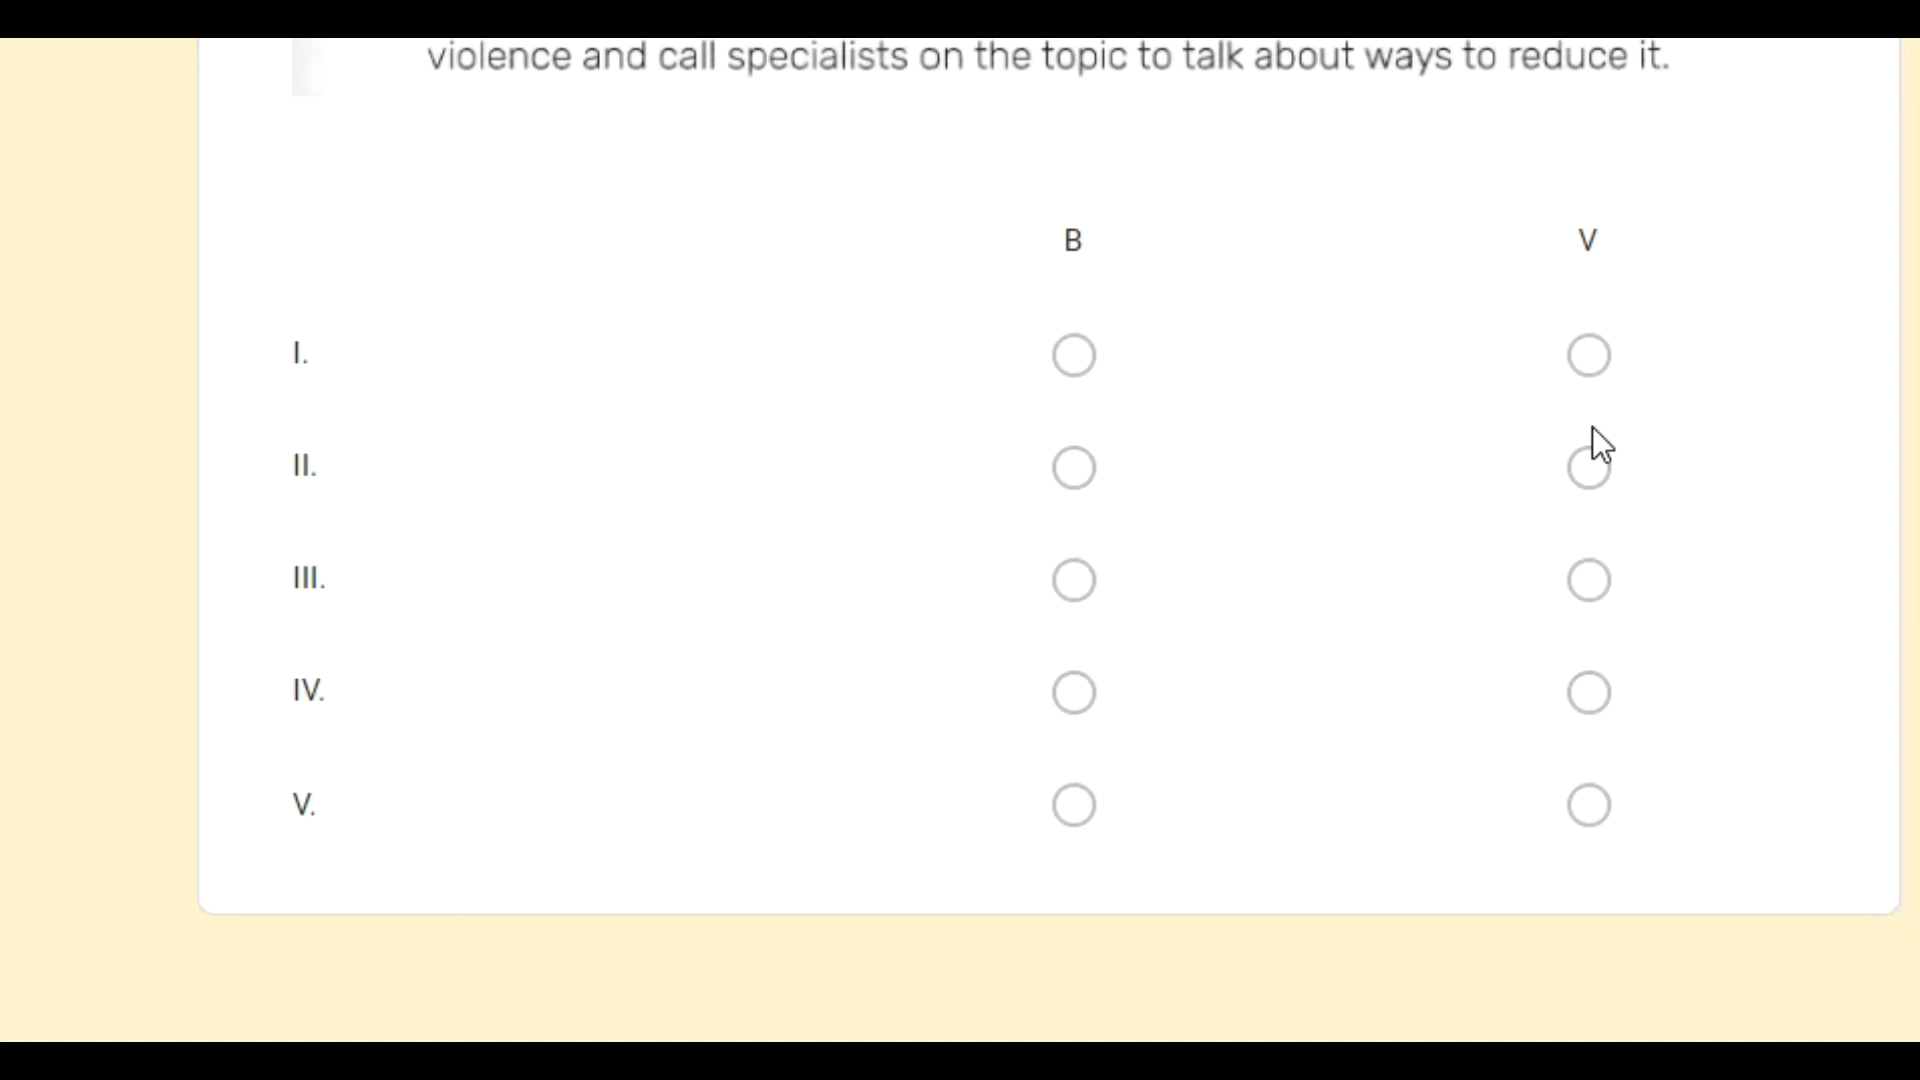 violence and call specialists on the topic to talk about ways to reduce it.
B V
I.
II.
III.
IV.
V.